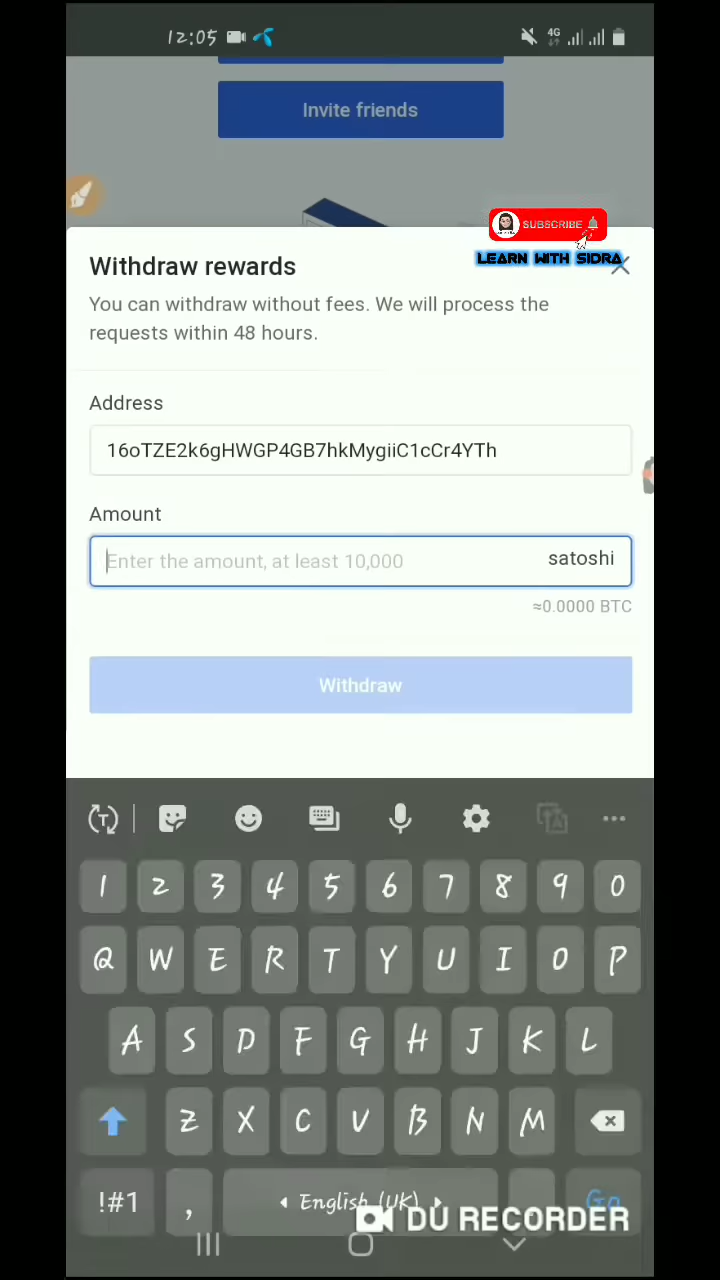 12:05
4G
Invite friends
SUBSCRIBE
LEARN WITH SIDRA
Withdraw rewards
You can withdraw without fees. We will process the
requests within 48 hours.
Address
16oTZE2k6gHWGP4GB7hkMygiiC1cCr4YTh
Amount
Enter the amount, at least 10,000 satoshi
≈0.0000 BTC
Withdraw
T
1 2 3 4 5 6 7 8 9 0
Q W E R T Y U I O P
A S D F G H J K L
Z X C V B N M
!#1 , English (UK) Go
DU RECORDER